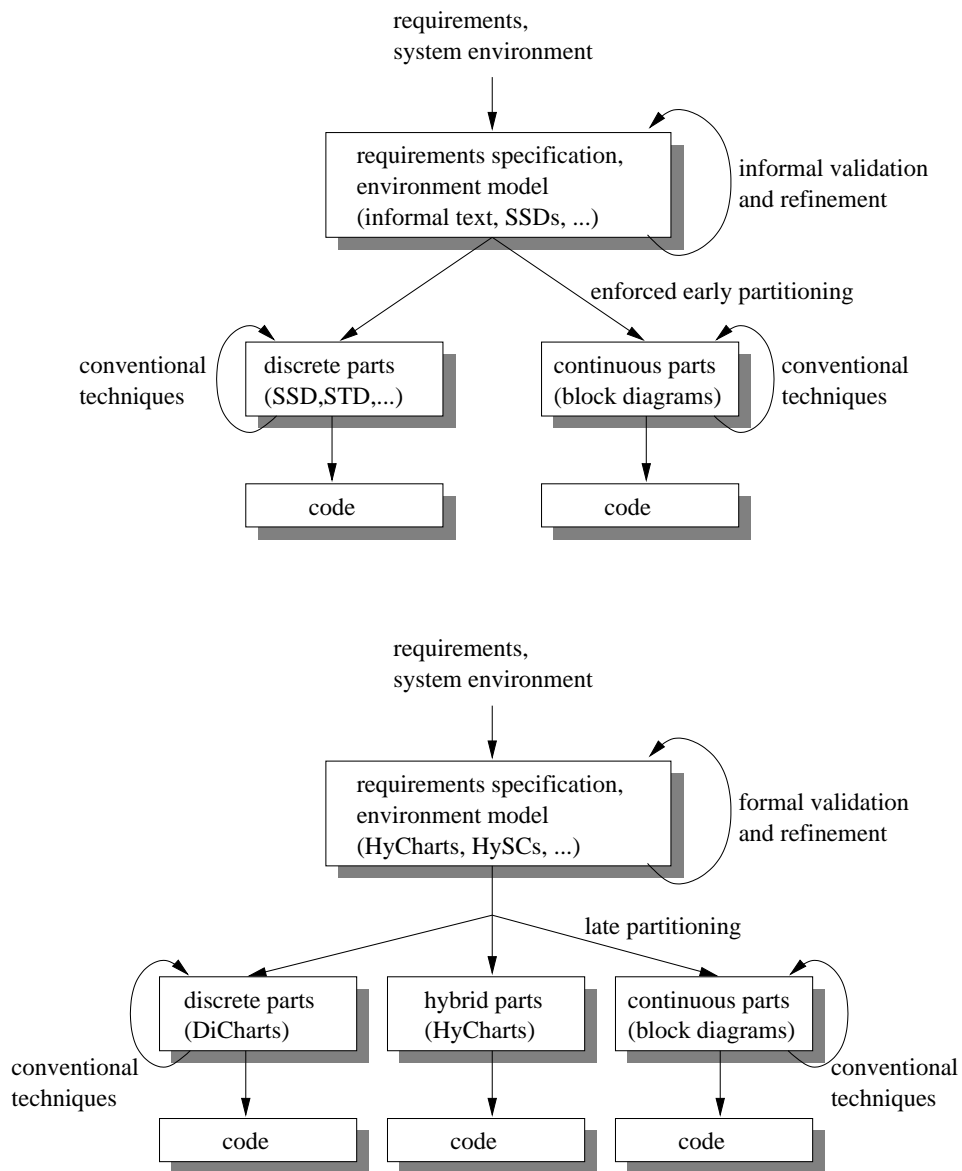 requirements,
system environment
requirements specification,
environment model
(informal text, SSDs, ...)
informal validation
and refinement
enforced early partitioning
conventional
techniques
discrete parts
(SSD,STD,...)
continuous parts
(block diagrams)
conventional
techniques
code
code
requirements,
system environment
requirements specification,
environment model
(HyCharts, HySCs, ...)
formal validation
and refinement
late partitioning
discrete parts
(DiCharts)
hybrid parts
(HyCharts)
continuous parts
(block diagrams)
conventional
techniques
conventional
techniques
code
code
code